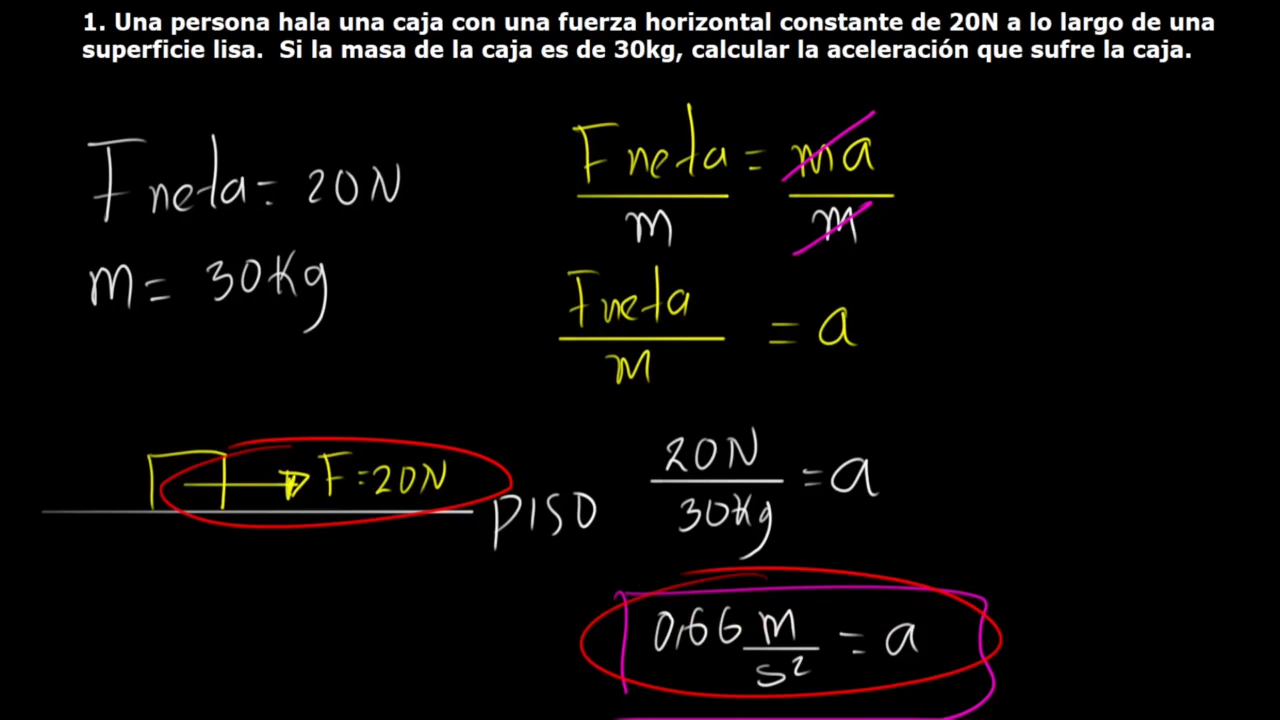 1. Una persona hala una caja con una fuerza horizontal constante de 20N a lo largo de una
superficie lisa. Si la masa de la caja es de 30kg, calcular la aceleración que sufre la caja.
Fneta = 20N
m = 30Kg
F = 20N
PISO
Fneta/m = ma/m
Fneta/m = a
20N/30Kg = a
0,66 m/s² = a